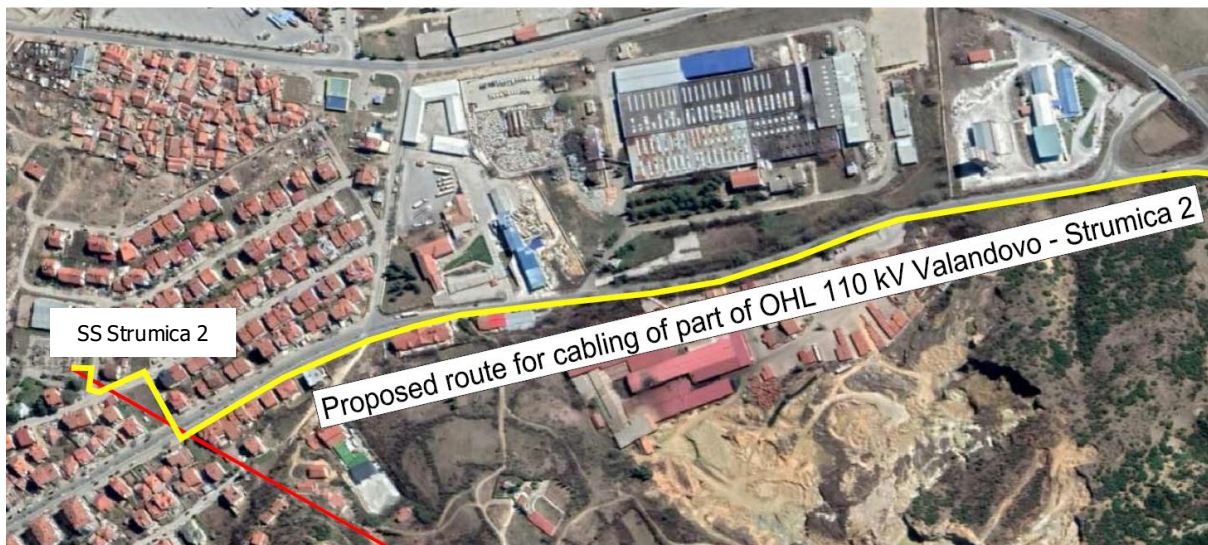 SS Strumica 2
Proposed route for cabling of part of OHL 110 kV Valandovo - Strumica 2